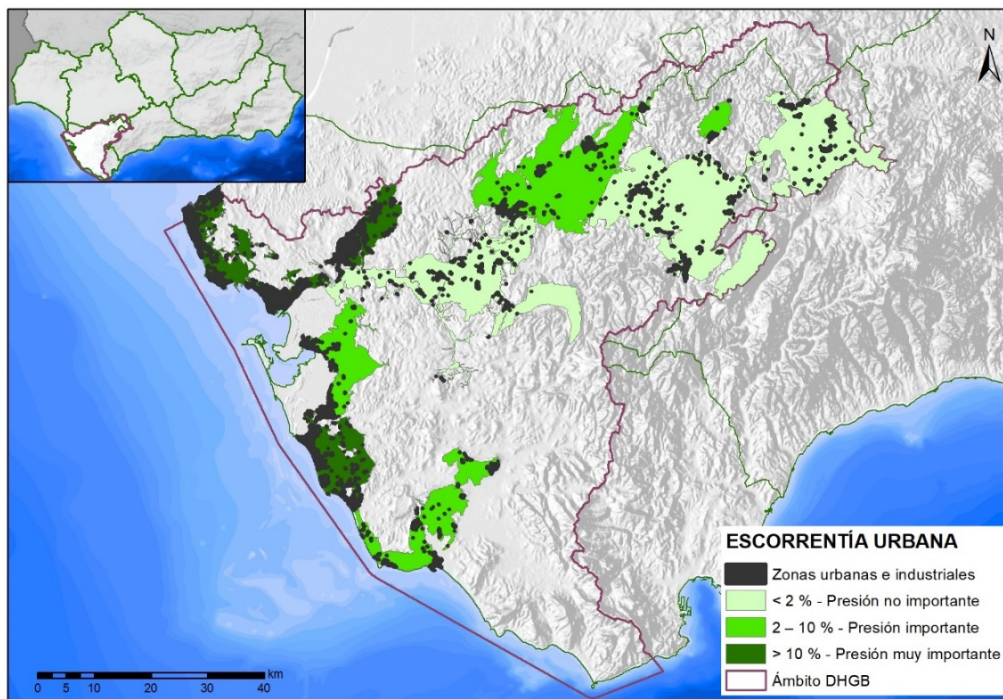 N
ESCORRENTÍA URBANA
Zonas urbanas e industriales
< 2 % - Presión no importante
2 – 10 % - Presión importante
> 10 % - Presión muy importante
Ámbito DHGB
km
0 5 10 20 30 40